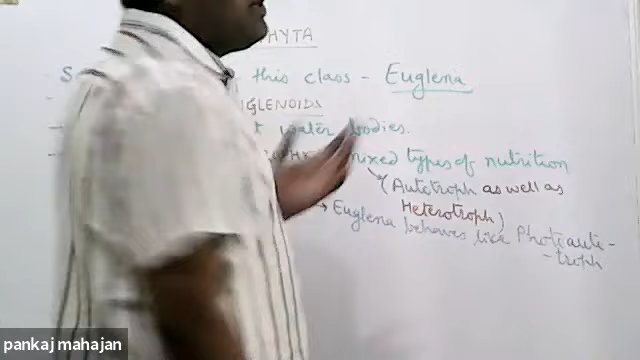 PHYTA
S this class - Euglena
- GLENOIDS
- t water bodies.
- mixed types of nutrition
(Autotroph as well as
Heterotroph)
→ Euglena behaves like Photoauto-
-troph
pankaj mahajan